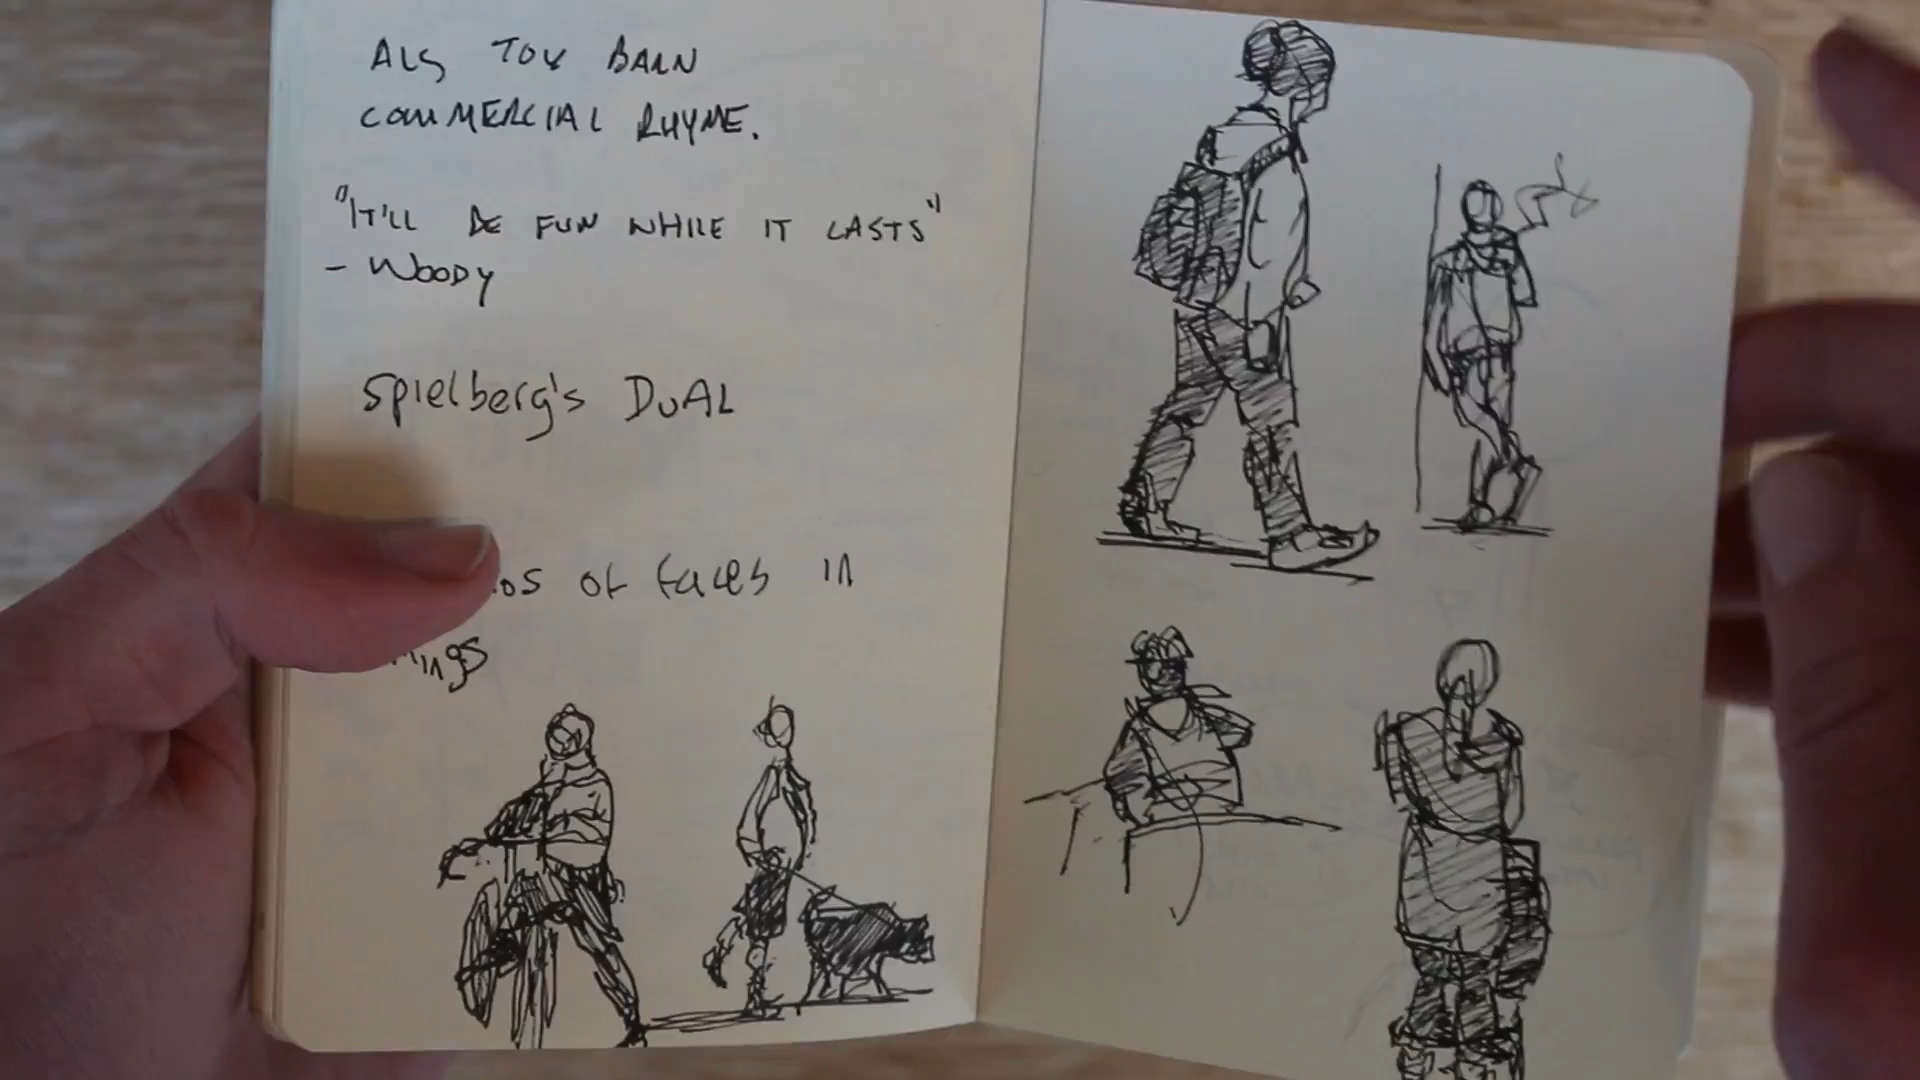 ALS TOY BARN
COMMERCIAL RHYME.
"IT'LL BE FUN WHILE IT LASTS"
- WOODY
Spielberg's DUAL
of faces in